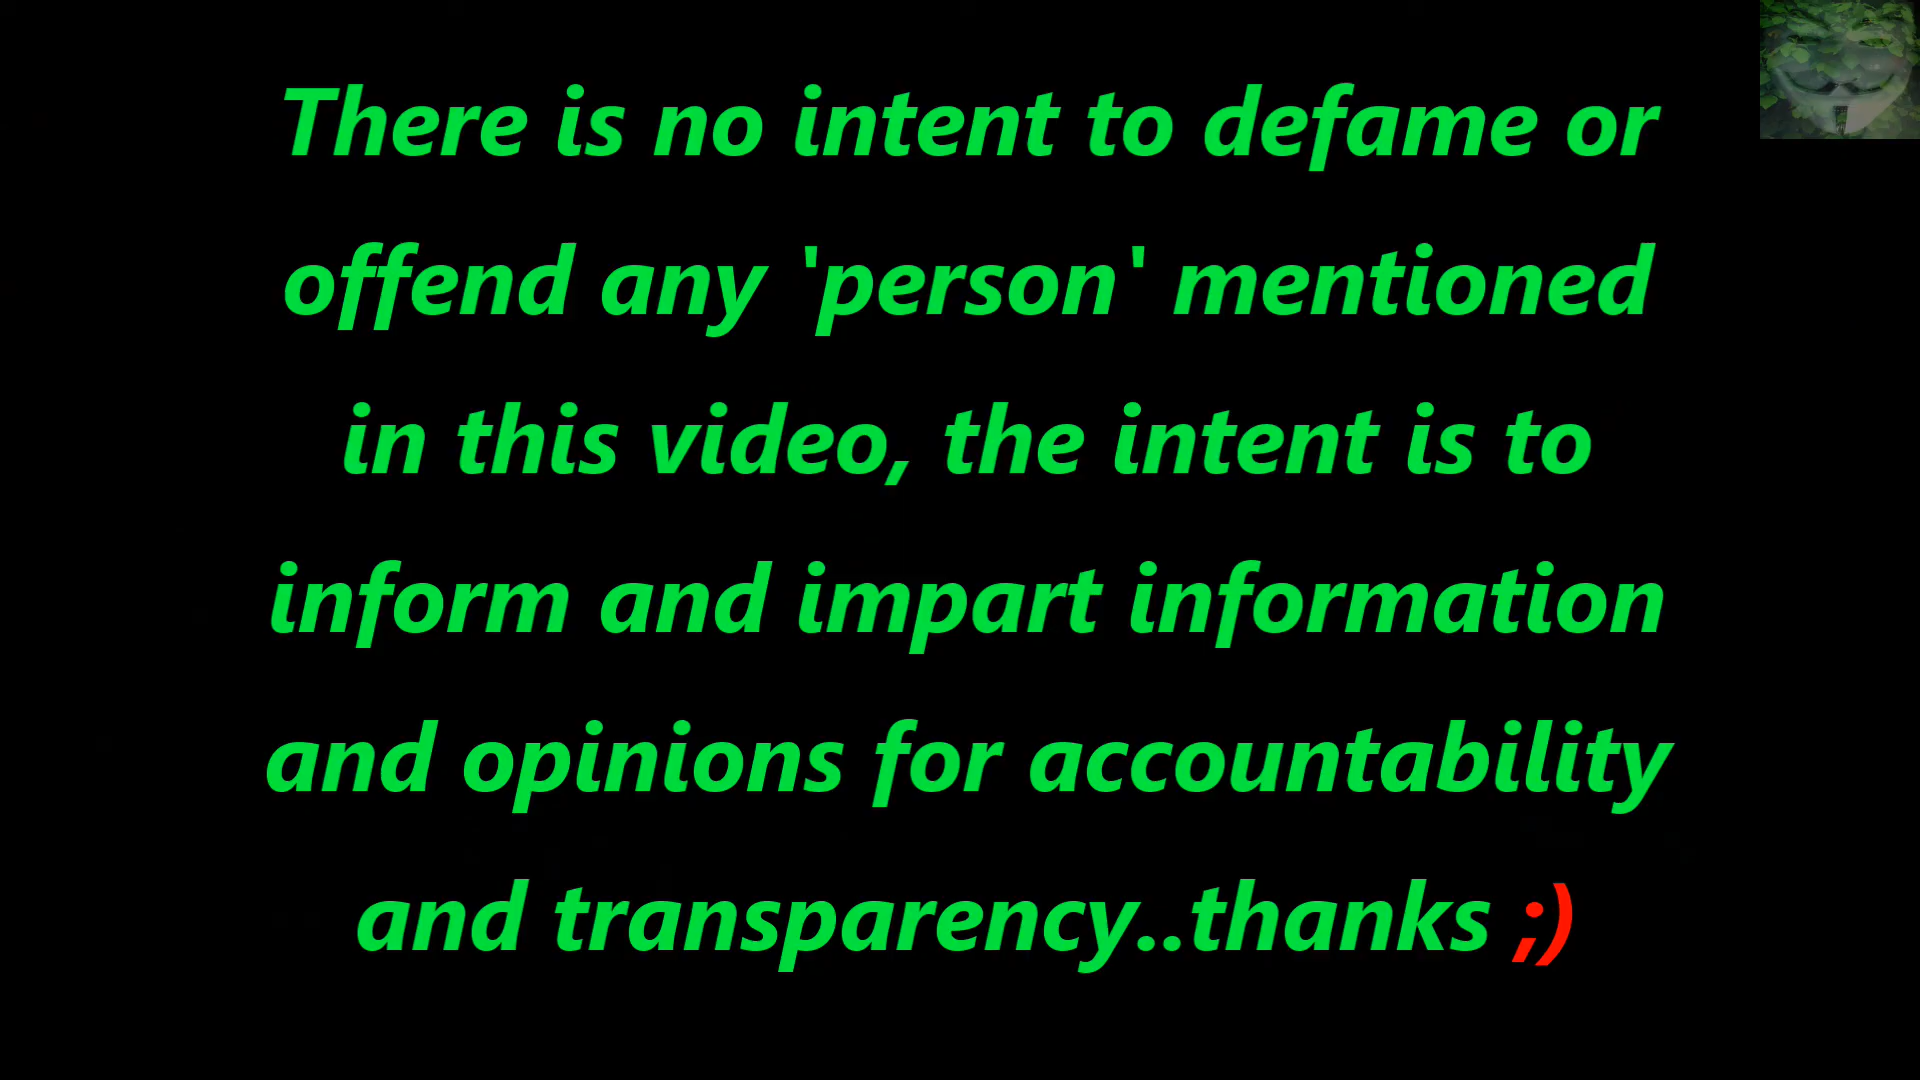 There is no intent to defame or
offend any 'person' mentioned
in this video, the intent is to
inform and impart information
and opinions for accountability
and transparency..thanks ;)